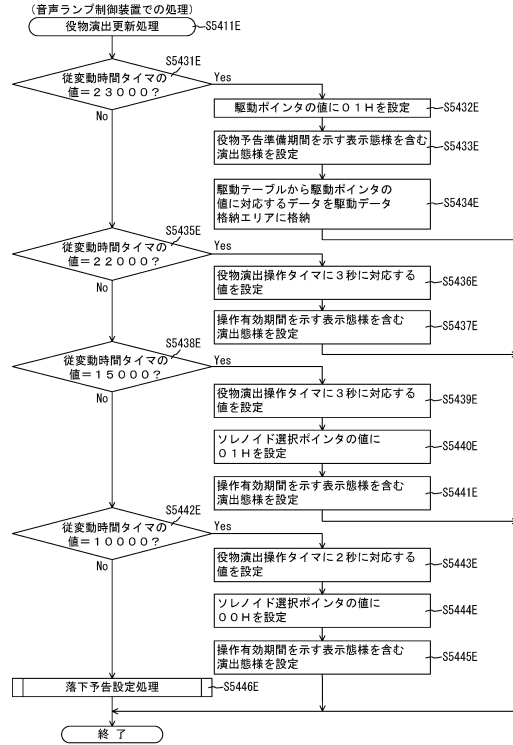 (音声ランプ制御装置での処理)
役物演出更新処理
S5411E
S5431E
従変動時間タイマの
値=23000?
Yes
No
駆動ポインタの値に01Hを設定
S5432E
役物予告準備期間を示す表示態様を含む
演出態様を設定
S5433E
駆動テーブルから駆動ポインタの
値に対応するデータを駆動データ
格納エリアに格納
S5434E
S5435E
従変動時間タイマの
値=22000?
Yes
No
役物演出操作タイマに3秒に対応する
値を設定
S5436E
操作有効期間を示す表示態様を含む
演出態様を設定
S5437E
S5438E
従変動時間タイマの
値=15000?
Yes
No
役物演出操作タイマに3秒に対応する
値を設定
S5439E
ソレノイド選択ポインタの値に
01Hを設定
S5440E
操作有効期間を示す表示態様を含む
演出態様を設定
S5441E
S5442E
従変動時間タイマの
値=10000?
Yes
No
役物演出操作タイマに2秒に対応する
値を設定
S5443E
ソレノイド選択ポインタの値に
00Hを設定
S5444E
操作有効期間を示す表示態様を含む
演出態様を設定
S5445E
落下予告設定処理
S5446E
終了